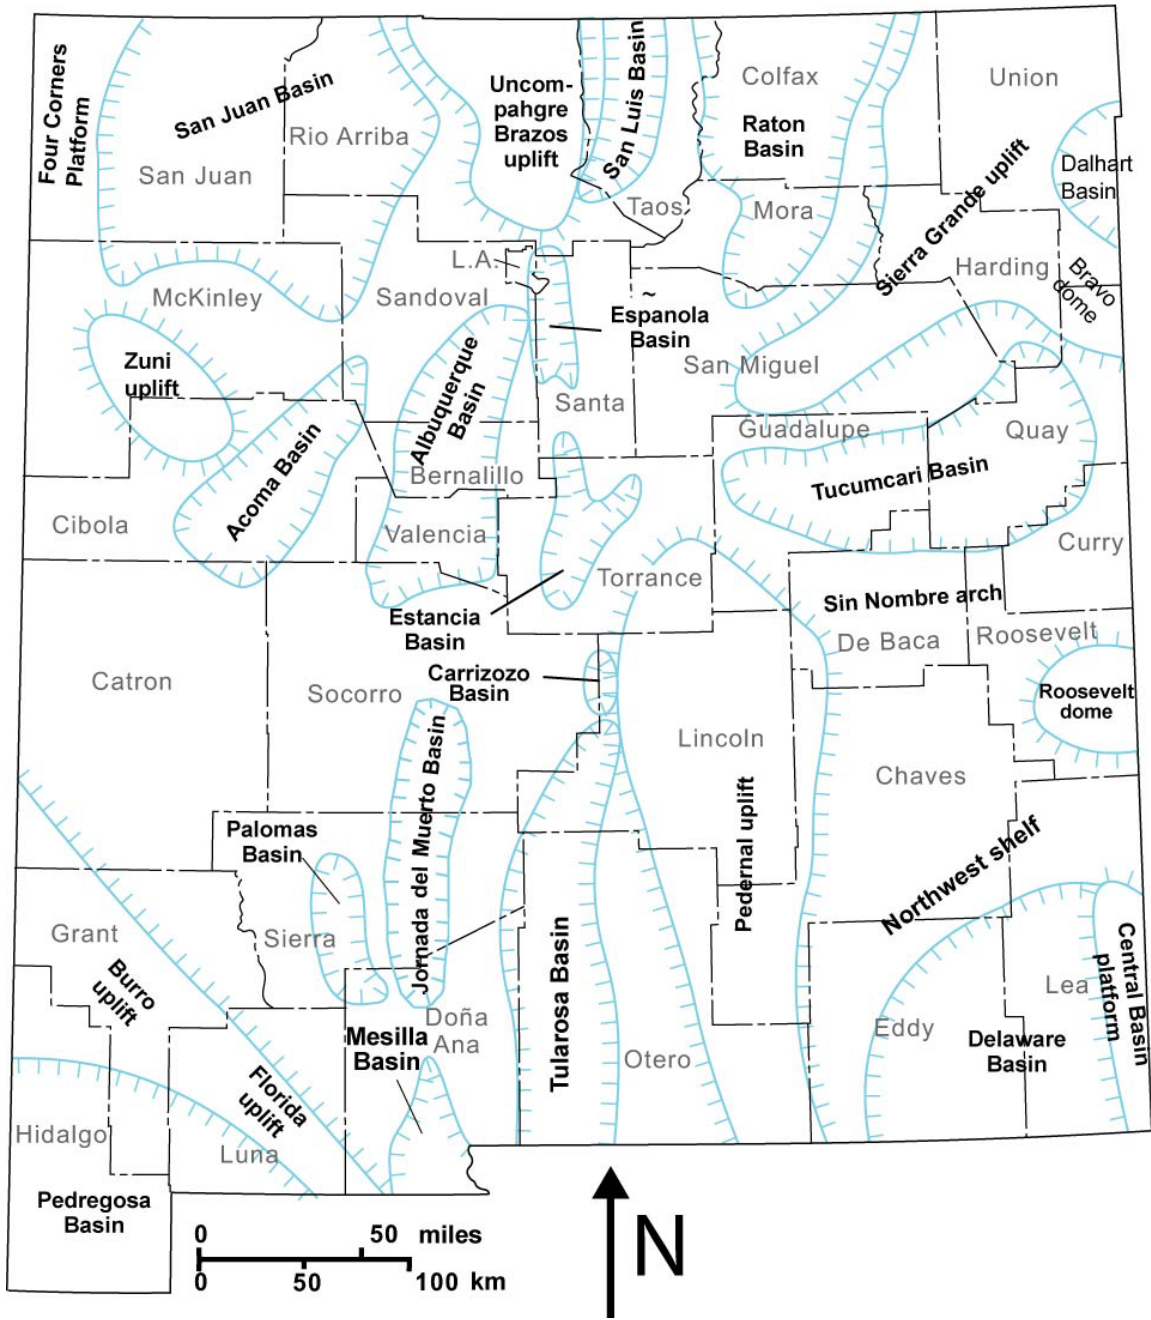 Four Corners
Platform
San Juan Basin
San Juan
Rio Arriba
Uncom-
pahgre
Brazos
uplift
San Luis Basin
Taos
Colfax
Raton
Basin
Mora
Union
Sierra Grande uplift
Dalhart
Basin
Harding
Bravo
dome
McKinley
L.A.
Sandoval
Española
Basin
San Miguel
Zuni
uplift
Albuquerque
Basin
Santa
Guadalupe
Quay
Acoma Basin
Bernalillo
Tucumcari Basin
Cibola
Valencia
Curry
Torrance
Estancia
Basin
Sin Nombre arch
De Baca
Roosevelt
Catron
Socorro
Carrizozo
Basin
Roosevelt
dome
Lincoln
Chaves
Jornada del Muerto Basin
Palomas
Basin
Pedernal uplift
Northwest shelf
Grant
Sierra
Burro
uplift
Tularosa Basin
Central Basin
platform
Lea
Doña
Ana
Mesilla
Basin
Otero
Eddy
Delaware
Basin
Florida
uplift
Hidalgo
Luna
Pedregosa
Basin
0 50 miles
0 50 100 km
N